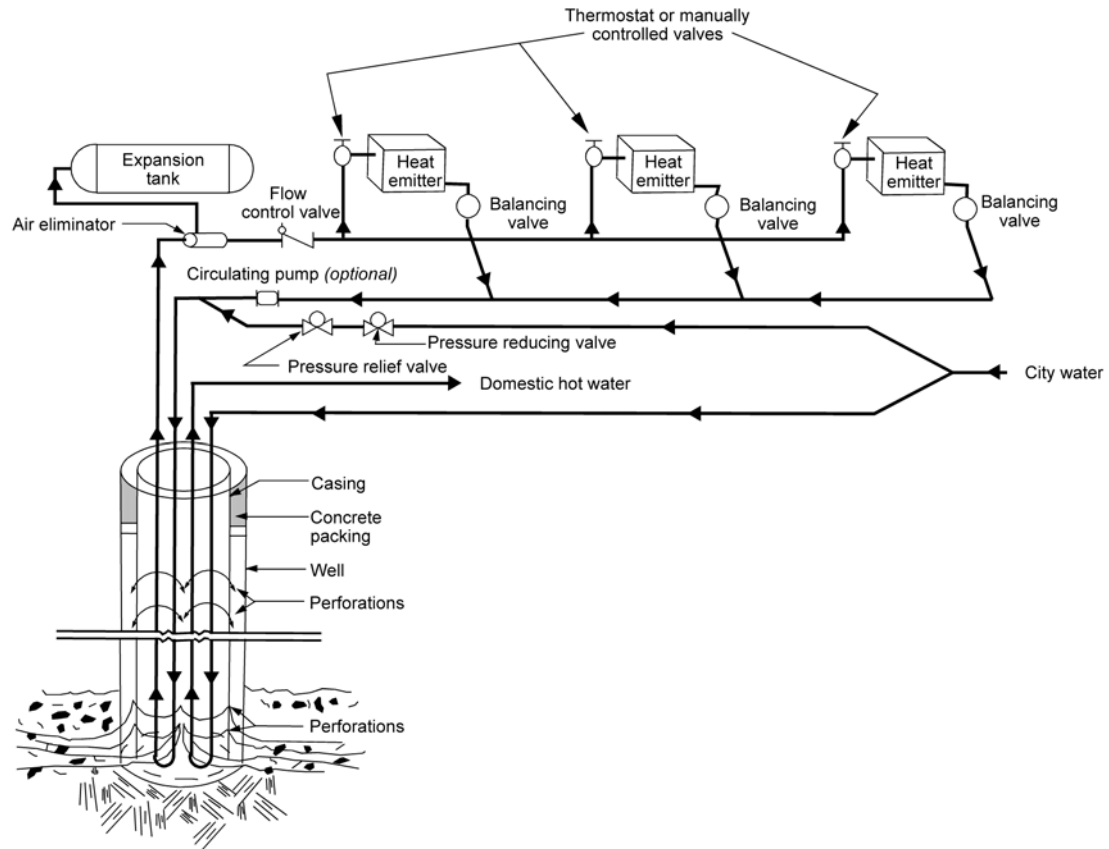 Thermostat or manually
controlled valves
Expansion
tank
Heat
emitter
Heat
emitter
Heat
emitter
Flow
control valve
Balancing
valve
Balancing
valve
Balancing
valve
Air eliminator
Circulating pump (optional)
Pressure reducing valve
Pressure relief valve
City water
Domestic hot water
Casing
Concrete
packing
Well
Perforations
Perforations